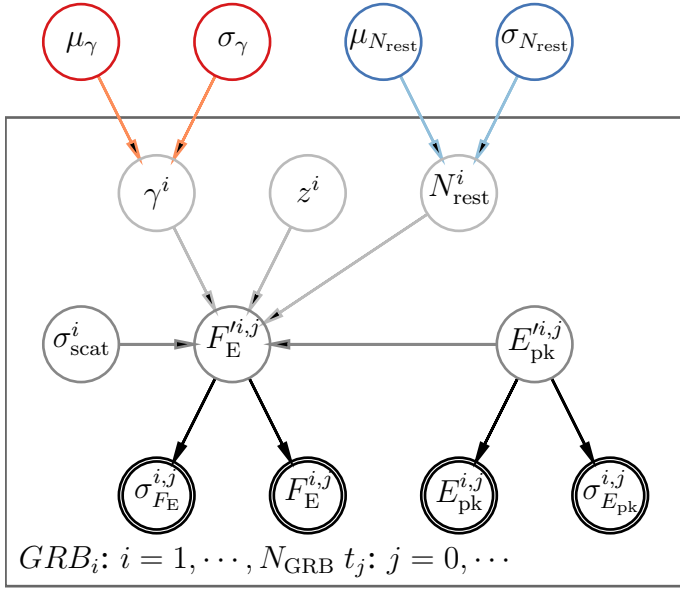 μ_γ σ_γ μ_{N_rest} σ_{N_rest}
γ^i z^i N^i_rest
σ^i_scat F'^{i,j}_E E'^{i,j}_pk
σ^{i,j}_{F_E} F^{i,j}_E E^{i,j}_pk σ^{i,j}_{E_pk}
GRB_i: i = 1, ⋯, N_GRB t_j: j = 0, ⋯